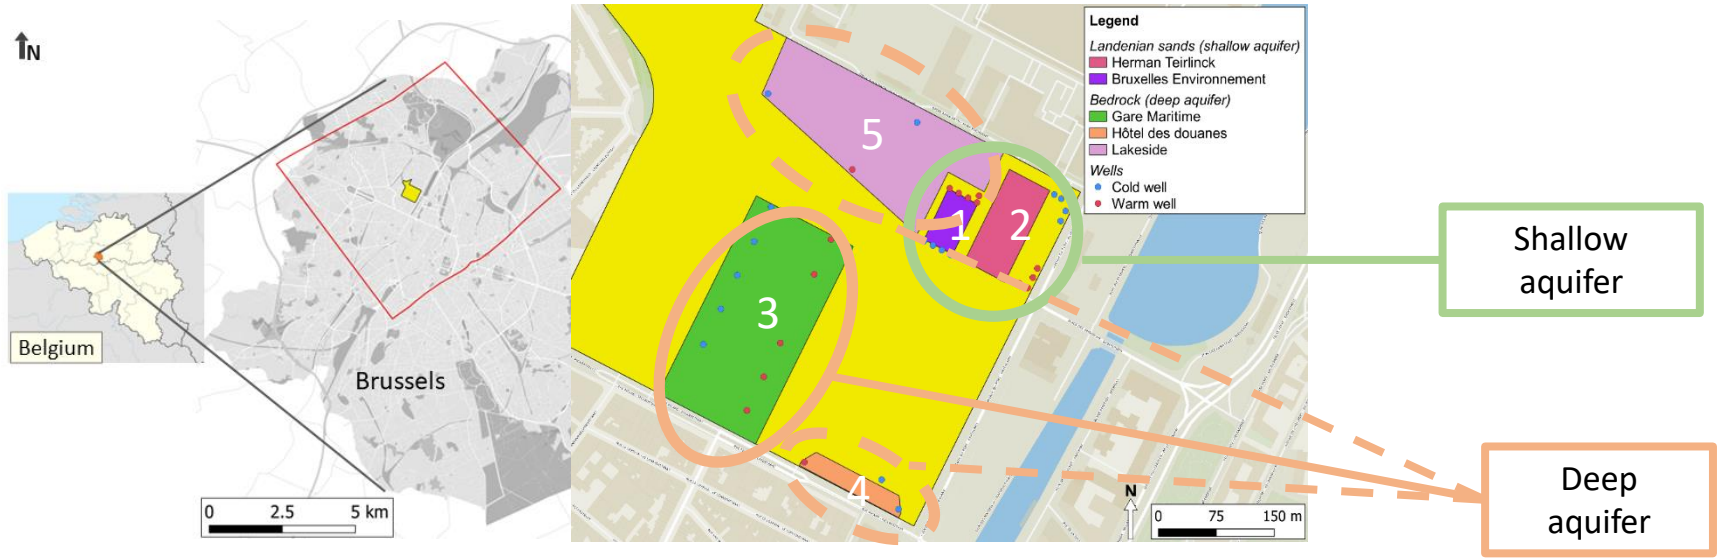 N
Belgium
Brussels
0 2.5 5 km
Legend
Landenian sands (shallow aquifer)
Herman Teirlinck
Bruxelles Environnement
Bedrock (deep aquifer)
Gare Maritime
Hôtel des douanes
Lakeside
Wells
Cold well
Warm well
5
1
2
3
4
N
0 75 150 m
Shallow
aquifer
Deep
aquifer